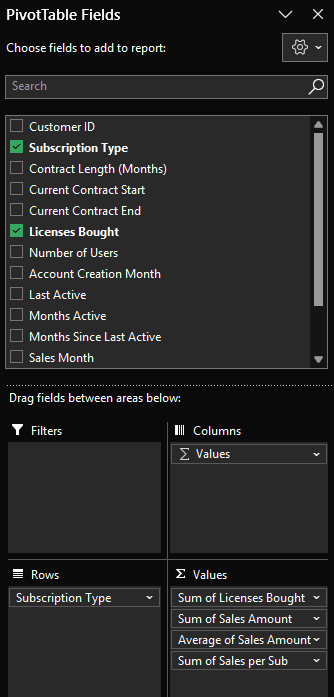 PivotTable Fields
Choose fields to add to report:
Search
Customer ID
Subscription Type
Contract Length (Months)
Current Contract Start
Current Contract End
Licenses Bought
Number of Users
Account Creation Month
Last Active
Months Active
Months Since Last Active
Sales Month
Drag fields between areas below:
Filters
Columns
Σ Values
Rows
Subscription Type
Σ Values
Sum of Licenses Bought
Sum of Sales Amount
Average of Sales Amount
Sum of Sales per Sub